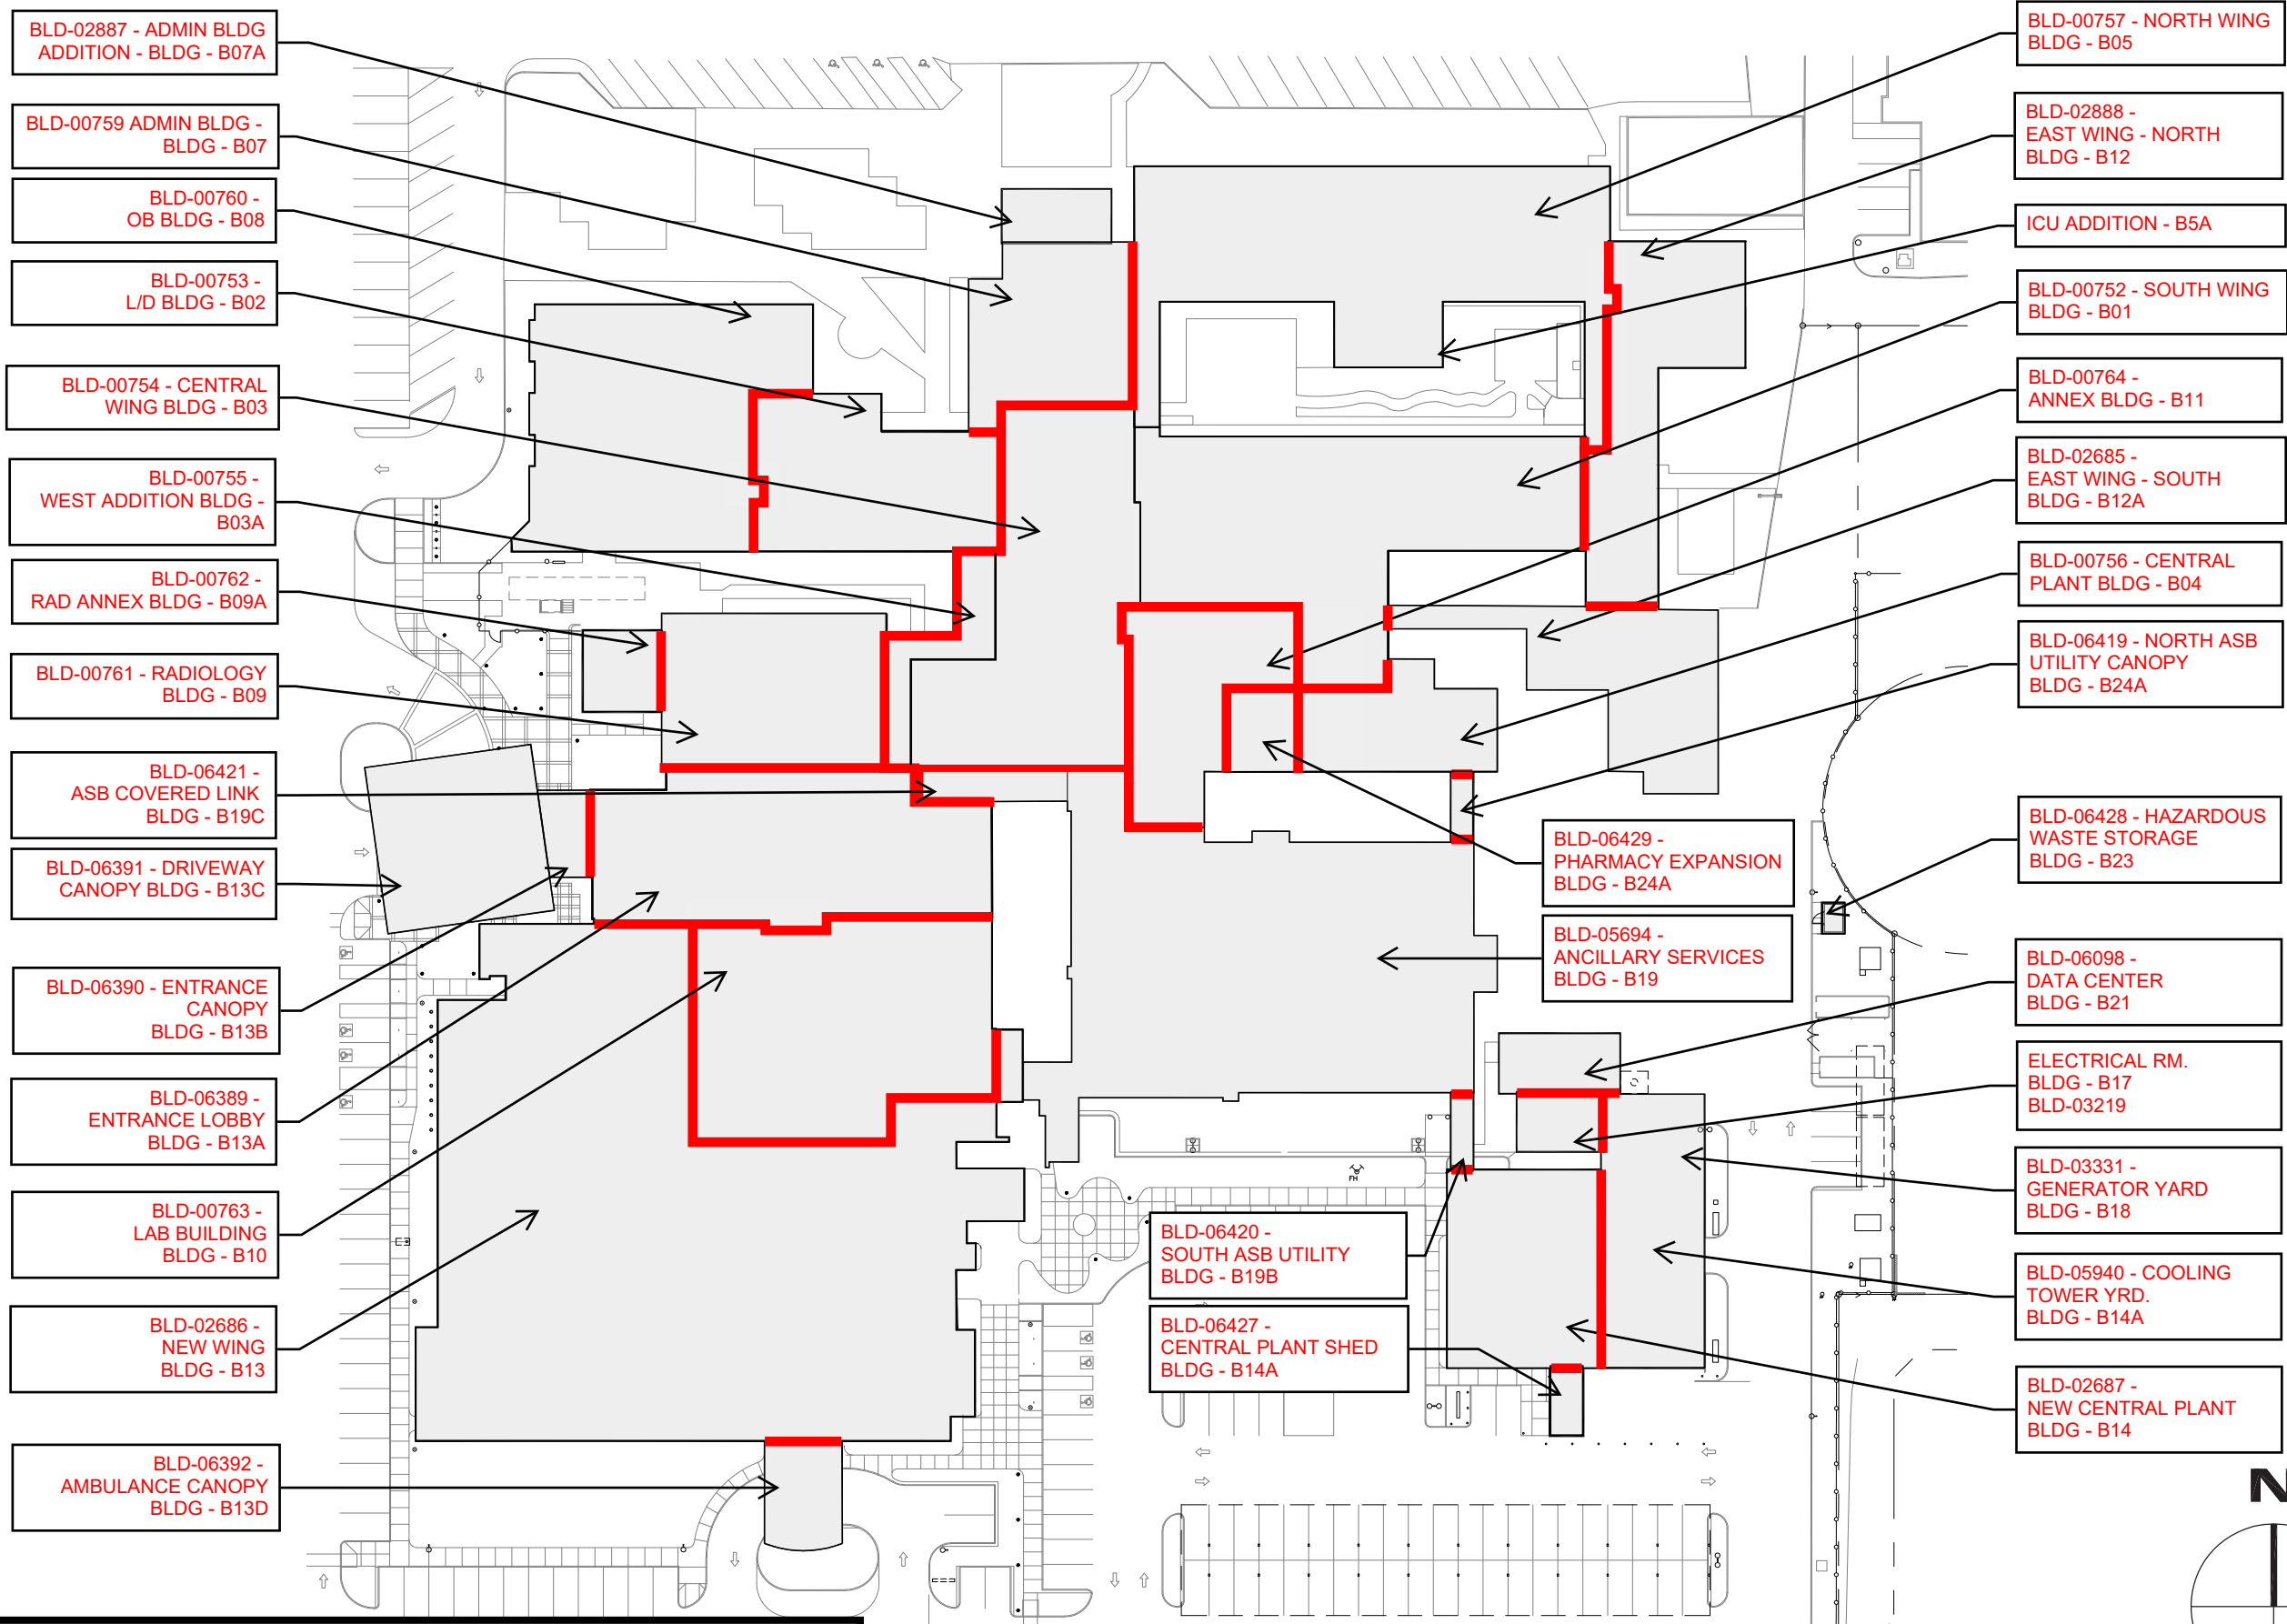 BLD-02887 - ADMIN BLDG
ADDITION - BLDG - B07A
BLD-00759 ADMIN BLDG -
BLDG - B07
BLD-00760 -
OB BLDG - B08
BLD-00753 -
L/D BLDG - B02
BLD-00754 - CENTRAL
WING BLDG - B03
BLD-00755 -
WEST ADDITION BLDG -
B03A
BLD-00762 -
RAD ANNEX BLDG - B09A
BLD-00761 - RADIOLOGY
BLDG - B09
BLD-06421 -
ASB COVERED LINK
BLDG - B19C
BLD-06391 - DRIVEWAY
CANOPY BLDG - B13C
BLD-06390 - ENTRANCE
CANOPY
BLDG - B13B
BLD-06389 -
ENTRANCE LOBBY
BLDG - B13A
BLD-00763 -
LAB BUILDING
BLDG - B10
BLD-02686 -
NEW WING
BLDG - B13
BLD-06392 -
AMBULANCE CANOPY
BLDG - B13D
BLD-06429 -
PHARMACY EXPANSION
BLDG - B24A
BLD-05694 -
ANCILLARY SERVICES
BLDG - B19
FH
BLD-06420 -
SOUTH ASB UTILITY
BLDG - B19B
BLD-06427 -
CENTRAL PLANT SHED
BLDG - B14A
BLD-00757 - NORTH WING
BLDG - B05
BLD-02888 -
EAST WING - NORTH
BLDG - B12
ICU ADDITION - B5A
BLD-00752 - SOUTH WING
BLDG - B01
BLD-00764 -
ANNEX BLDG - B11
BLD-02685 -
EAST WING - SOUTH
BLDG - B12A
BLD-00756 - CENTRAL
PLANT BLDG - B04
BLD-06419 - NORTH ASB
UTILITY CANOPY
BLDG - B24A
BLD-06428 - HAZARDOUS
WASTE STORAGE
BLDG - B23
BLD-06098 -
DATA CENTER
BLDG - B21
ELECTRICAL RM.
BLDG - B17
BLD-03219
BLD-03331 -
GENERATOR YARD
BLDG - B18
BLD-05940 - COOLING
TOWER YRD.
BLDG - B14A
BLD-02687 -
NEW CENTRAL PLANT
BLDG - B14
N